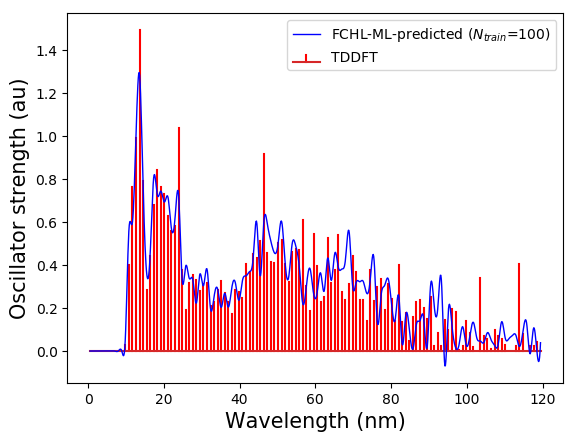 FCHL-ML-predicted (N_train=100)
TDDFT
Oscillator strength (au)
1.4
1.2
1.0
0.8
0.6
0.4
0.2
0.0
0 20 40 60 80 100 120
Wavelength (nm)